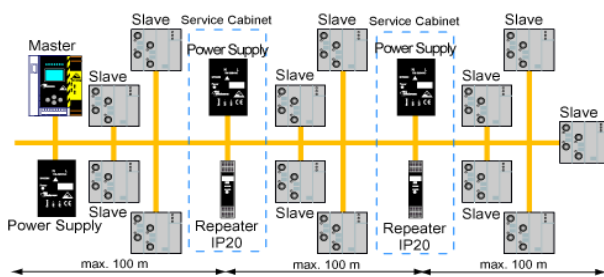 Slave
Service Cabinet
Slave
Service Cabinet
Slave
Master
Power Supply
Power Supply
Slave
Slave
Slave
Slave
Power Supply
Slave
Slave
Repeater
IP20
Slave
Slave
Repeater
IP20
Slave
Slave
max. 100 m
max. 100 m
max. 100 m